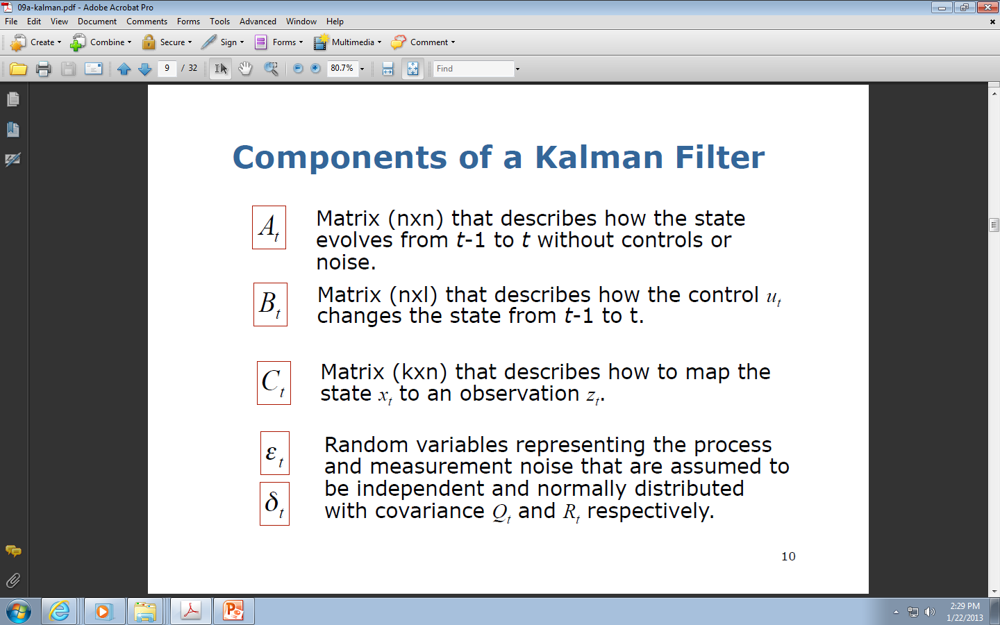 09a-kalman.pdf - Adobe Acrobat Pro
File Edit View Document Comments Forms Tools Advanced Window Help
Create Combine Secure Sign Forms Multimedia Comment
9 / 32 80.7% Find
Components of a Kalman Filter
A_t Matrix (nxn) that describes how the state
evolves from t-1 to t without controls or
noise.
B_t Matrix (nxl) that describes how the control u_t
changes the state from t-1 to t.
C_t Matrix (kxn) that describes how to map the
state x_t to an observation z_t.
ε_t Random variables representing the process
and measurement noise that are assumed to
δ_t be independent and normally distributed
with covariance Q_t and R_t respectively.
10
2:29 PM
1/22/2013